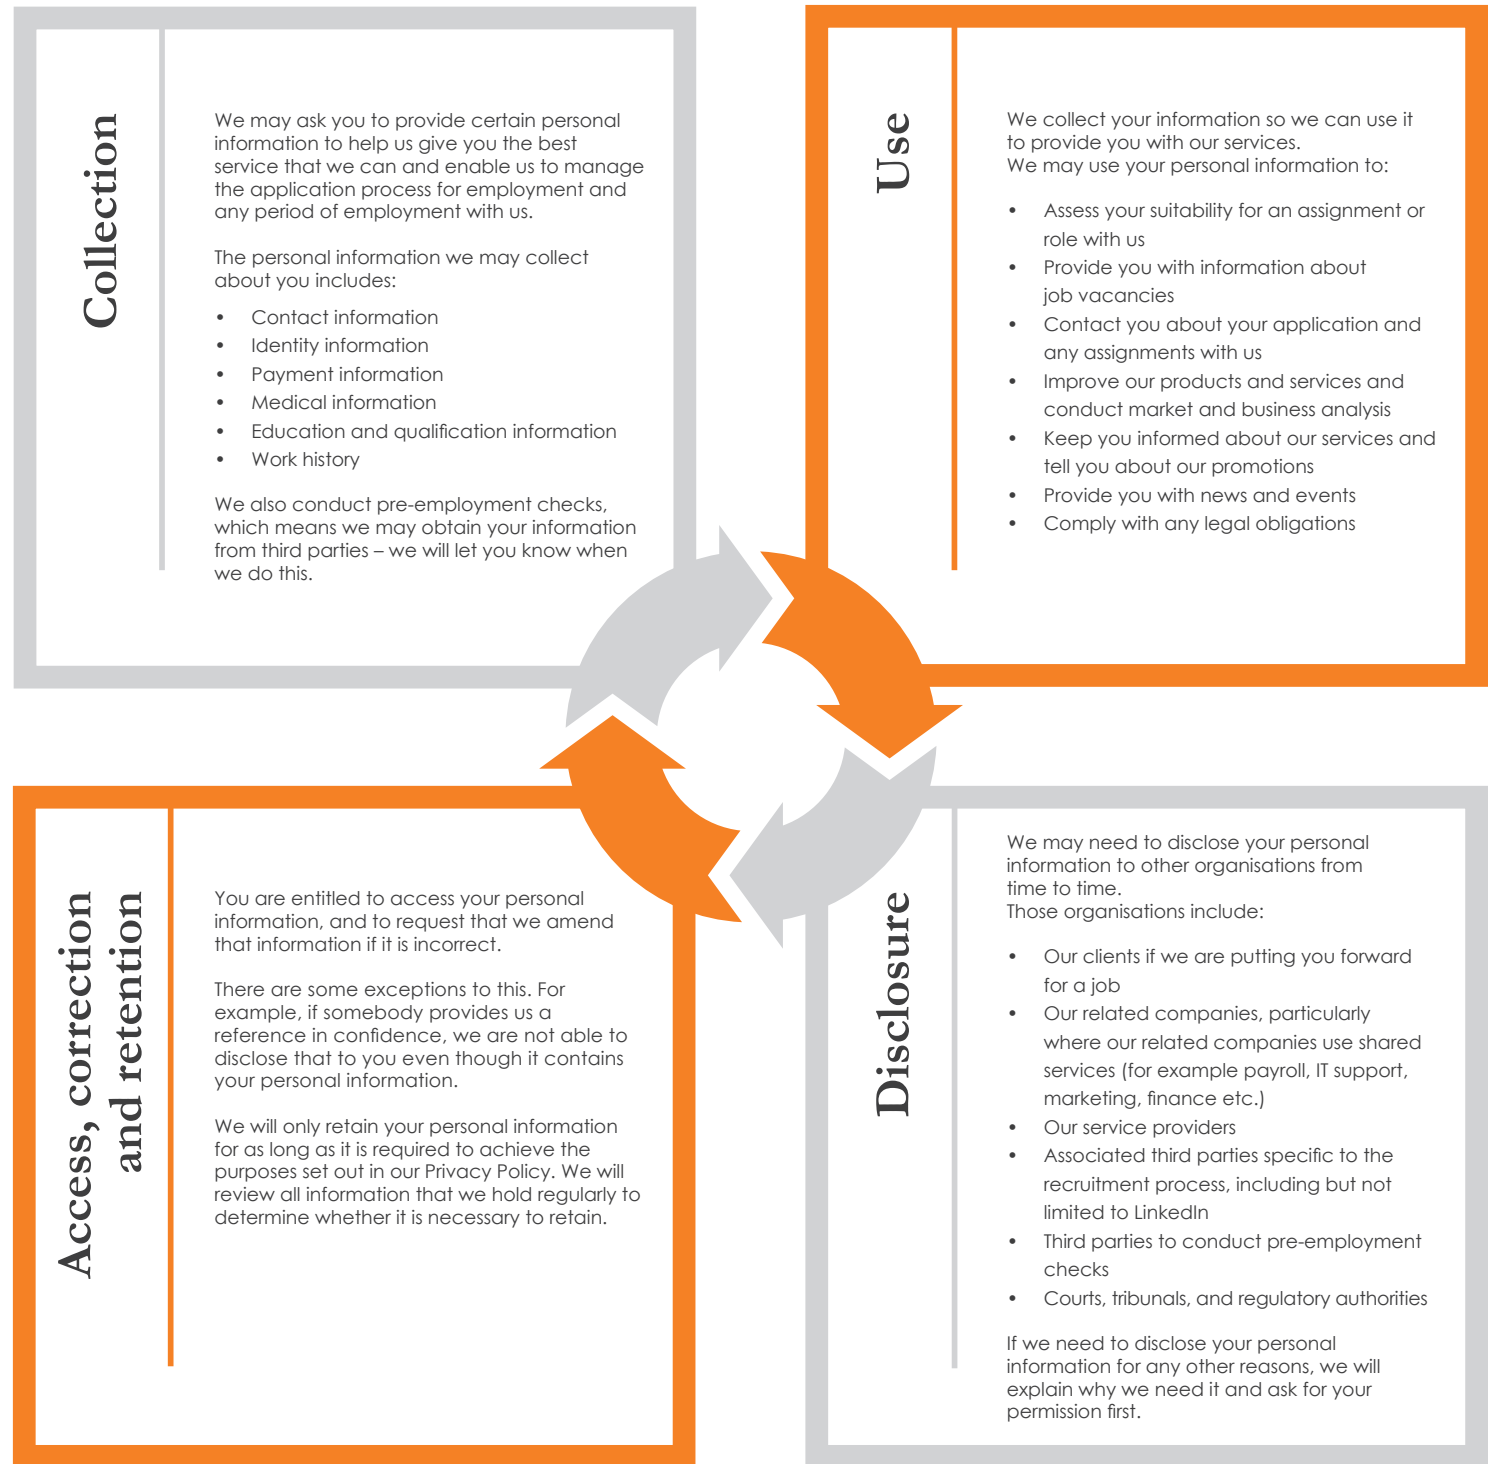 Collection
We may ask you to provide certain personal
information to help us give you the best
service that we can and enable us to manage
the application process for employment and
any period of employment with us.
The personal information we may collect
about you includes:
• Contact information
• Identity information
• Payment information
• Medical information
• Education and qualification information
• Work history
We also conduct pre-employment checks,
which means we may obtain your information
from third parties – we will let you know when
we do this.
Use
We collect your information so we can use it
to provide you with our services.
We may use your personal information to:
• Assess your suitability for an assignment or
role with us
• Provide you with information about
job vacancies
• Contact you about your application and
any assignments with us
• Improve our products and services and
conduct market and business analysis
• Keep you informed about our services and
tell you about our promotions
• Provide you with news and events
• Comply with any legal obligations
Access, correction
and retention
You are entitled to access your personal
information, and to request that we amend
that information if it is incorrect.
There are some exceptions to this. For
example, if somebody provides us a
reference in confidence, we are not able to
disclose that to you even though it contains
your personal information.
We will only retain your personal information
for as long as it is required to achieve the
purposes set out in our Privacy Policy. We will
review all information that we hold regularly to
determine whether it is necessary to retain.
Disclosure
We may need to disclose your personal
information to other organisations from
time to time.
Those organisations include:
• Our clients if we are putting you forward
for a job
• Our related companies, particularly
where our related companies use shared
services (for example payroll, IT support,
marketing, finance etc.)
• Our service providers
• Associated third parties specific to the
recruitment process, including but not
limited to LinkedIn
• Third parties to conduct pre-employment
checks
• Courts, tribunals, and regulatory authorities
If we need to disclose your personal
information for any other reasons, we will
explain why we need it and ask for your
permission first.